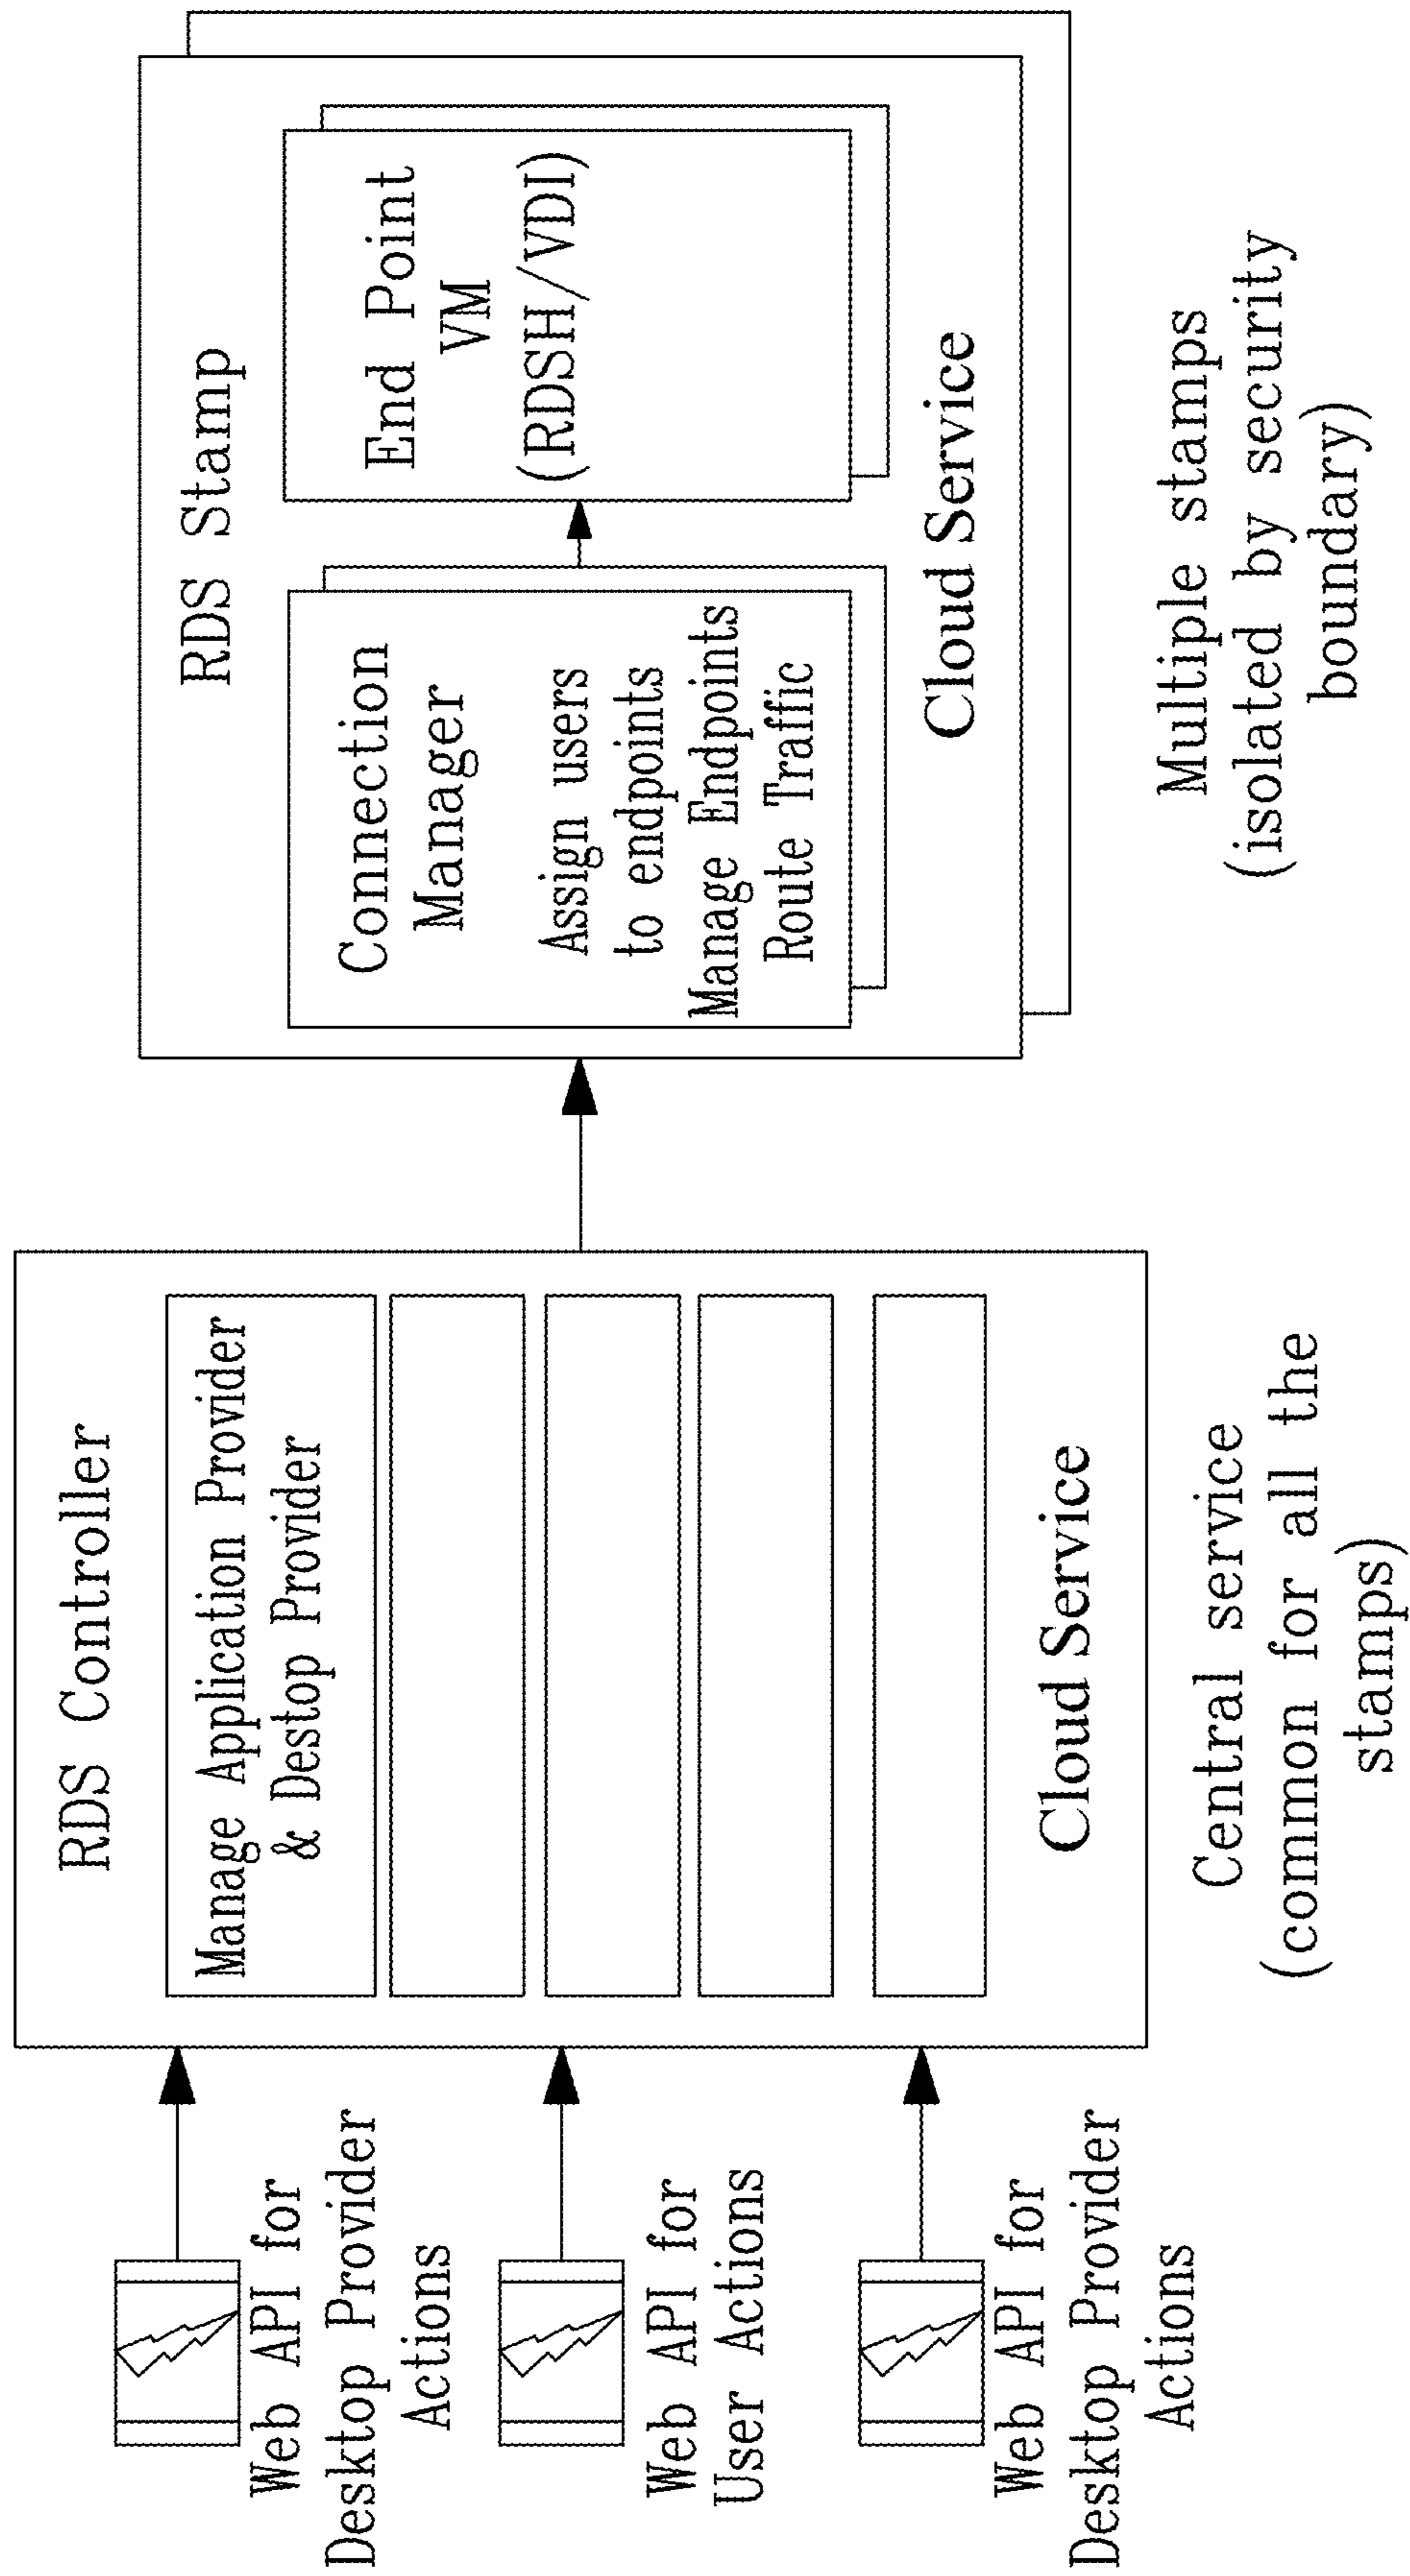 Web API for
Desktop Provider
Actions
Web API for
User Actions
Web API for
Desktop Provider
Actions
RDS Controller
Manage Application Provider
& Destop Provider
Cloud Service
Central service
(common for all the
stamps)
RDS Stamp
Connection
Manager
Assign users
to endpoints
Manage Endpoints
Route Traffic
End Point
VM
(RDSH/VDI)
Cloud Service
Multiple stamps
(isolated by security
boundary)